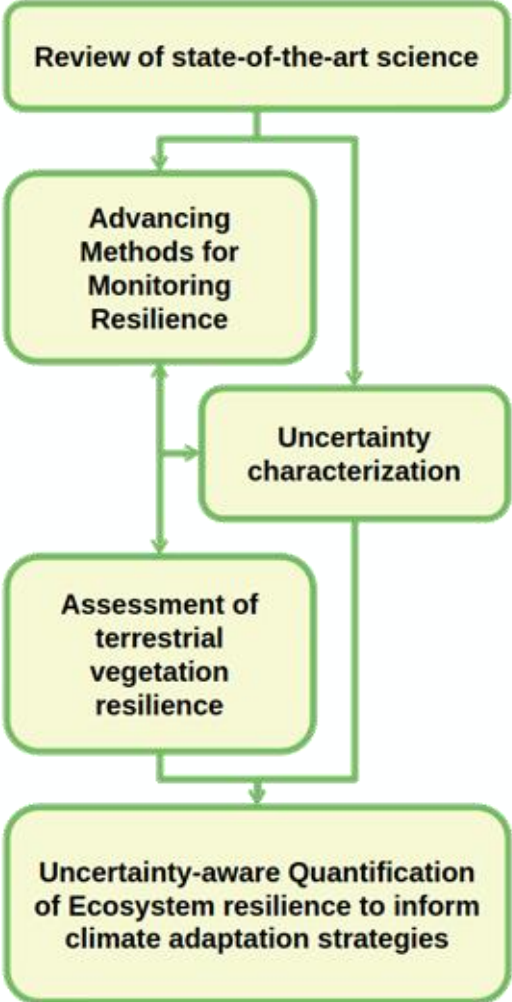 Review of state-of-the-art science
Advancing
Methods for
Monitoring
Resilience
Uncertainty
characterization
Assessment of
terrestrial
vegetation
resilience
Uncertainty-aware Quantification
of Ecosystem resilience to inform
climate adaptation strategies